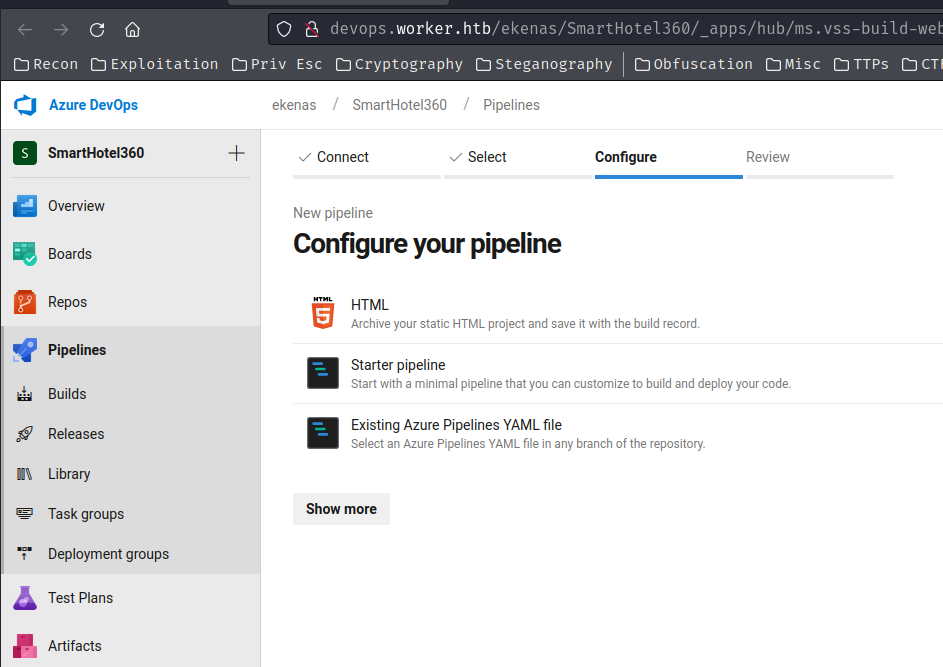 devops.worker.htb/ekenas/SmartHotel360/_apps/hub/ms.vss-build-web
Recon Exploitation Priv Esc Cryptography Steganography Obfuscation Misc TTPs CTF
Azure DevOps
ekenas / SmartHotel360 / Pipelines
S SmartHotel360 +
Overview
Boards
Repos
Pipelines
Builds
Releases
Library
Task groups
Deployment groups
Test Plans
Artifacts
Connect Select Configure Review
New pipeline
Configure your pipeline
HTML
5
HTML
Archive your static HTML project and save it with the build record.
Starter pipeline
Start with a minimal pipeline that you can customize to build and deploy your code.
Existing Azure Pipelines YAML file
Select an Azure Pipelines YAML file in any branch of the repository.
Show more